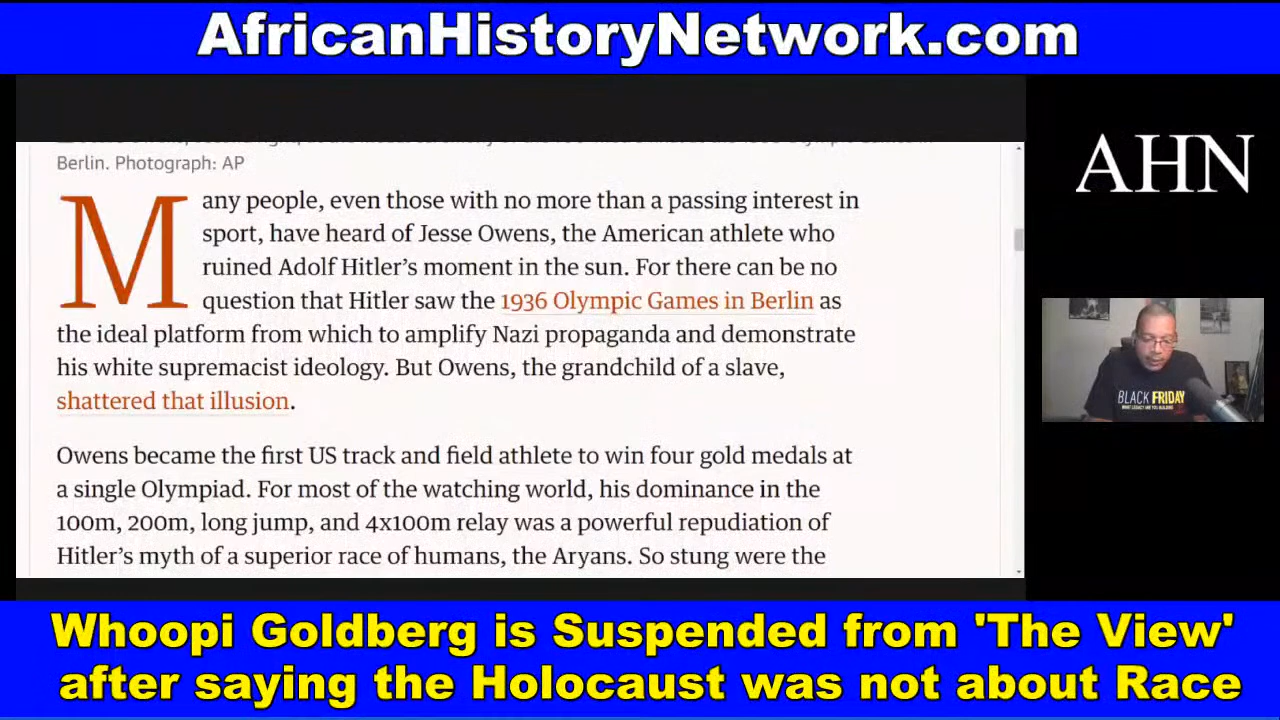 AfricanHistoryNetwork.com
AHN
Berlin. Photograph: AP
Many people, even those with no more than a passing interest in
sport, have heard of Jesse Owens, the American athlete who
ruined Adolf Hitler’s moment in the sun. For there can be no
question that Hitler saw the 1936 Olympic Games in Berlin as
the ideal platform from which to amplify Nazi propaganda and demonstrate
his white supremacist ideology. But Owens, the grandchild of a slave,
shattered that illusion.
Owens became the first US track and field athlete to win four gold medals at
a single Olympiad. For most of the watching world, his dominance in the
100m, 200m, long jump, and 4x100m relay was a powerful repudiation of
Hitler’s myth of a superior race of humans, the Aryans. So stung were the
BLACK FRIDAY
Whoopi Goldberg is Suspended from 'The View'
after saying the Holocaust was not about Race